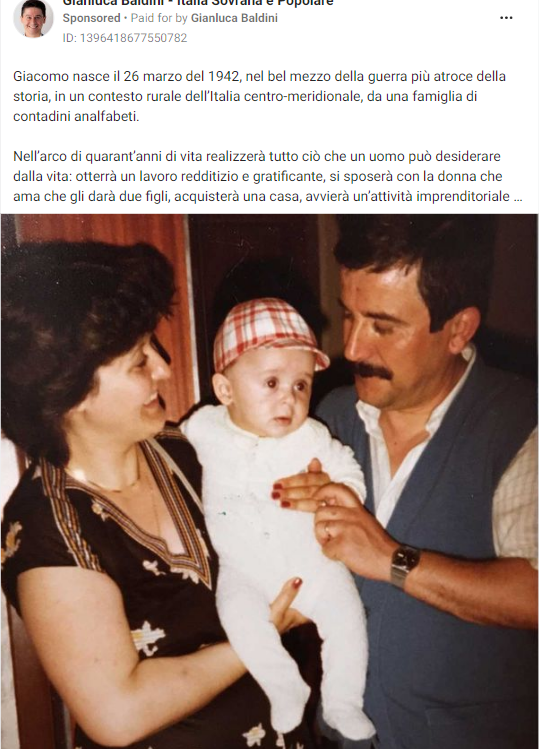 Gianluca Baldini - Italia Sovrana e Popolare
Sponsored • Paid for by Gianluca Baldini
ID: 1396418677550782
Giacomo nasce il 26 marzo del 1942, nel bel mezzo della guerra più atroce della
storia, in un contesto rurale dell’Italia centro-meridionale, da una famiglia di
contadini analfabeti.
Nell’arco di quarant’anni di vita realizzerà tutto ciò che un uomo può desiderare
dalla vita: otterrà un lavoro redditizio e gratificante, si sposerà con la donna che
ama che gli darà due figli, acquisterà una casa, avvierà un’attività imprenditoriale ...